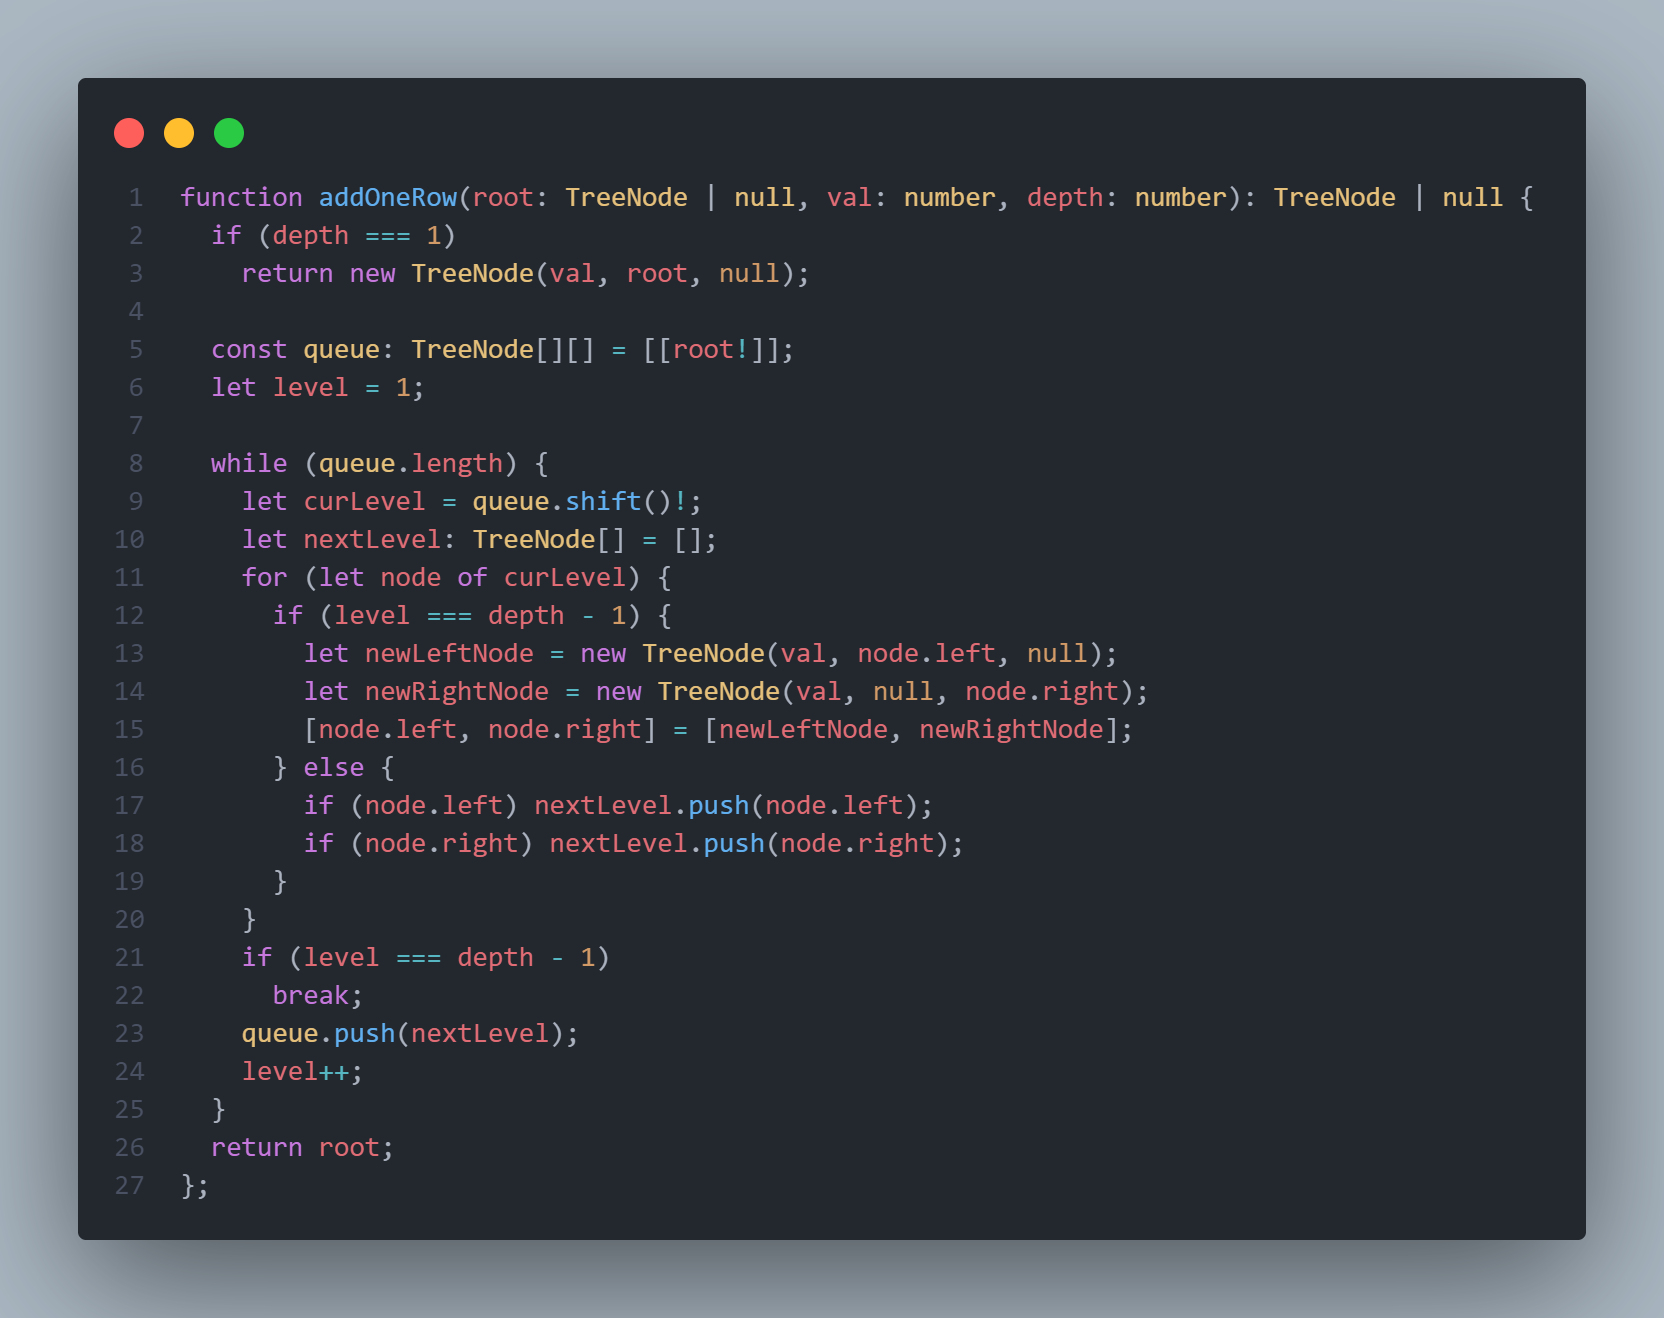 1 function addOneRow(root: TreeNode | null, val: number, depth: number): TreeNode | null {
2   if (depth === 1)
3     return new TreeNode(val, root, null);
4
5   const queue: TreeNode[][] = [[root!]];
6   let level = 1;
7
8   while (queue.length) {
9     let curLevel = queue.shift()!;
10     let nextLevel: TreeNode[] = [];
11     for (let node of curLevel) {
12       if (level === depth - 1) {
13         let newLeftNode = new TreeNode(val, node.left, null);
14         let newRightNode = new TreeNode(val, null, node.right);
15         [node.left, node.right] = [newLeftNode, newRightNode];
16       } else {
17         if (node.left) nextLevel.push(node.left);
18         if (node.right) nextLevel.push(node.right);
19       }
20     }
21     if (level === depth - 1)
22       break;
23     queue.push(nextLevel);
24     level++;
25   }
26   return root;
27 };